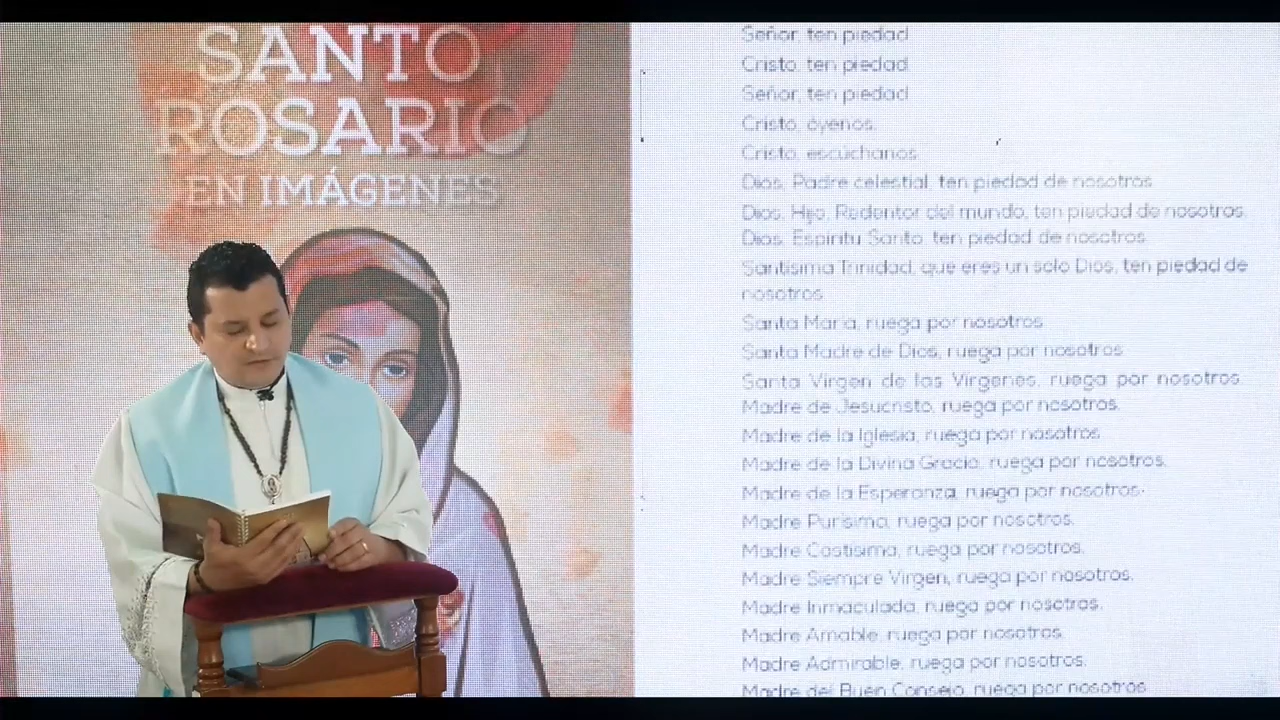 SANTO
ROSARIO
EN IMÁGENES
Señor, ten piedad
Cristo, ten piedad
Señor, ten piedad
Cristo, óyenos.
Cristo, escúchanos
Dios, Padre celestial, ten piedad de nosotros
Dios, Hijo, Redentor del mundo, ten piedad de nosotros.
Dios, Espíritu Santo, ten piedad de nosotros
Santísima Trinidad, que eres un solo Dios, ten piedad de
nosotros
Santa María, ruega por nosotros
Santa Madre de Dios, ruega por nosotros
Santa Virgen de las Vírgenes, ruega por nosotros.
Madre de Jesucristo, ruega por nosotros.
Madre de la Iglesia, ruega por nosotros
Madre de la Divina Gracia, ruega por nosotros.
Madre de la Esperanza, ruega por nosotros.
Madre Purísima, ruega por nosotros.
Madre Castísima, ruega por nosotros.
Madre Siempre Virgen, ruega por nosotros.
Madre Inmaculada, ruega por nosotros.
Madre Amable, ruega por nosotros.
Madre Admirable, ruega por nosotros.
Madre del Buen Consejo, ruega por nosotros